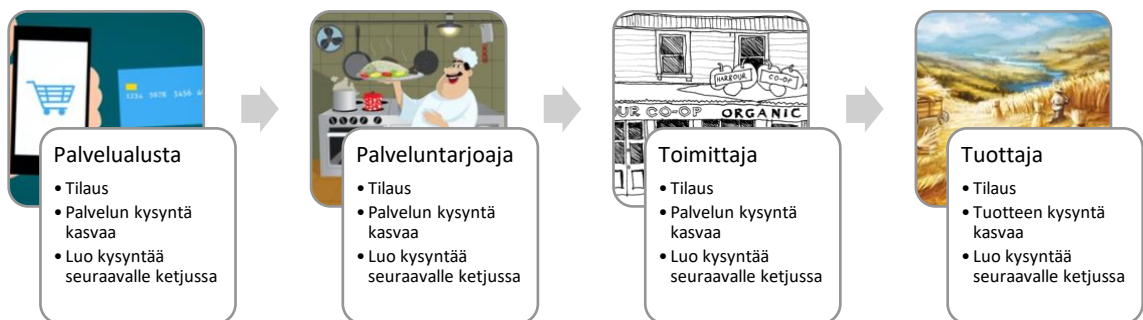 1234 5678 3456
HARBOUR
CO-OP
UR CO-OP ORGANIC
Palvelualusta
• Tilaus
• Palvelun kysyntä
kasvaa
• Luo kysyntää
seuraavalle ketjussa
Palveluntarjoaja
• Tilaus
• Palvelun kysyntä
kasvaa
• Luo kysyntää
seuraavalle ketjussa
Toimittaja
• Tilaus
• Palvelun kysyntä
kasvaa
• Luo kysyntää
seuraavalle ketjussa
Tuottaja
• Tilaus
• Tuotteen kysyntä
kasvaa
• Luo kysyntää
seuraavalle ketjussa